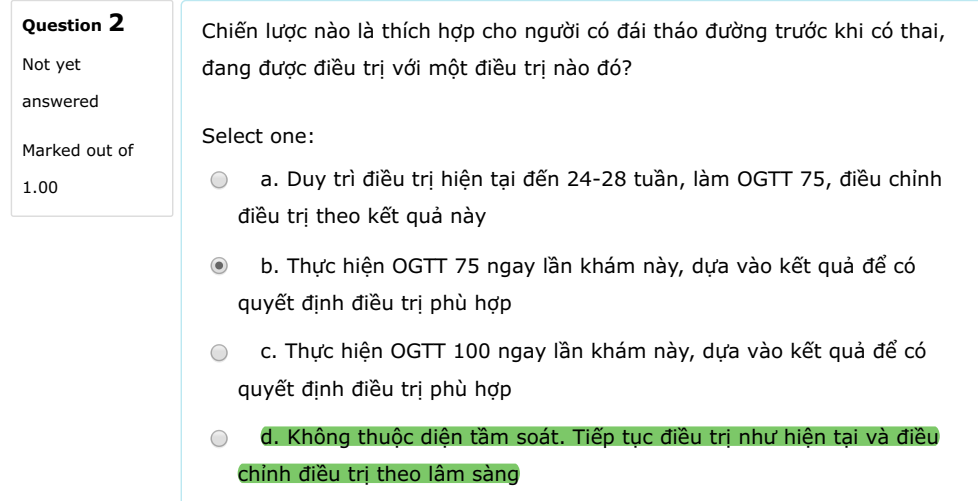 Question 2
Not yet
answered
Marked out of
1.00
Chiến lược nào là thích hợp cho người có đái tháo đường trước khi có thai,
đang được điều trị với một điều trị nào đó?
Select one:
a. Duy trì điều trị hiện tại đến 24-28 tuần, làm OGTT 75, điều chỉnh
điều trị theo kết quả này
b. Thực hiện OGTT 75 ngay lần khám này, dựa vào kết quả để có
quyết định điều trị phù hợp
c. Thực hiện OGTT 100 ngay lần khám này, dựa vào kết quả để có
quyết định điều trị phù hợp
d. Không thuộc diện tầm soát. Tiếp tục điều trị như hiện tại và điều
chỉnh điều trị theo lâm sàng